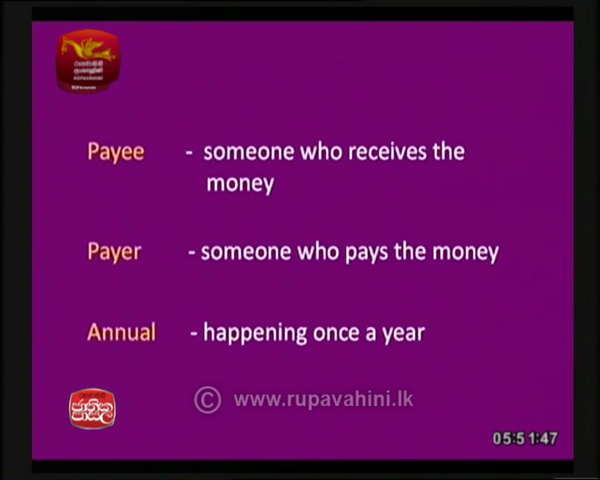 Payee - someone who receives the
money
Payer - someone who pays the money
Annual - happening once a year
© www.rupavahini.lk
05:51:47